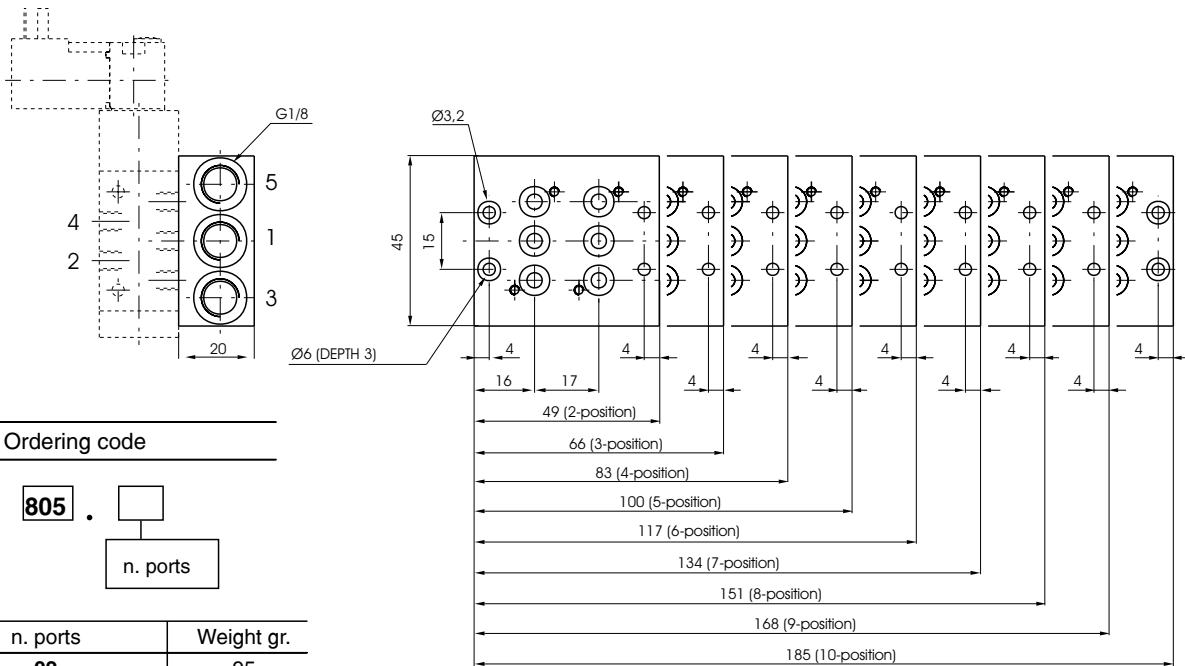 G1/8
5
4
1
2
3
20
Ø3,2
45
15
Ø6 (DEPTH 3)
4
4
4
4
4
4
16
17
4
4
4
4
49 (2-position)
66 (3-position)
83 (4-position)
100 (5-position)
117 (6-position)
134 (7-position)
151 (8-position)
168 (9-position)
185 (10-position)
Ordering code
805 .
n. ports
n. ports Weight gr.
02 95